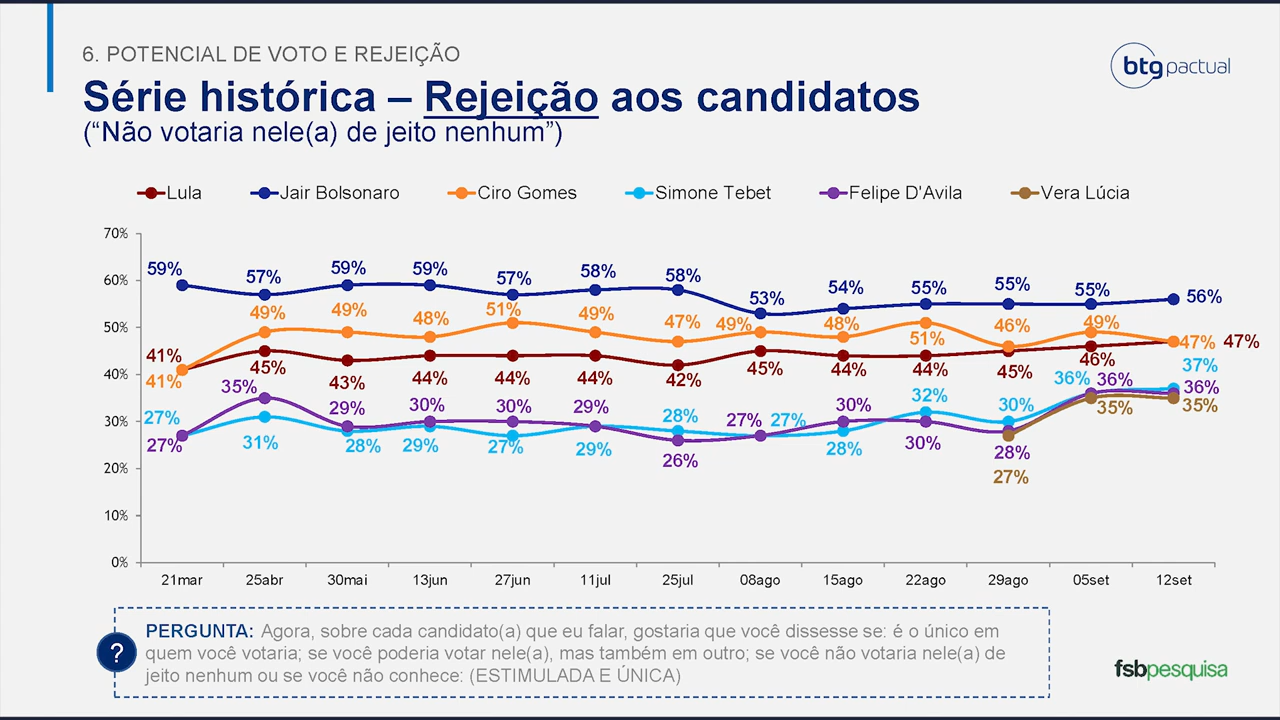 6. POTENCIAL DE VOTO E REJEIÇÃO
btgpactual
Série histórica – Rejeição aos candidatos
(“Não votaria nele(a) de jeito nenhum”)
Lula
Jair Bolsonaro
Ciro Gomes
Simone Tebet
Felipe D'Avila
Vera Lúcia
70%
60%
50%
40%
30%
20%
10%
0%
59% 57% 59% 59% 57% 58% 58% 53% 54% 55% 55% 55% 56%
41% 49% 49% 48% 51% 49% 47% 49% 48% 51% 46% 49% 47%
41% 45% 43% 44% 44% 44% 42% 45% 44% 44% 45% 46% 47%
27% 31% 28% 29% 27% 29% 28% 27% 28% 32% 30% 36% 37%
27% 35% 29% 30% 30% 29% 26% 27% 30% 30% 28% 36% 36%
27% 35% 35%
21mar 25abr 30mai 13jun 27jun 11jul 25jul 08ago 15ago 22ago 29ago 05set 12set
?
PERGUNTA: Agora, sobre cada candidato(a) que eu falar, gostaria que você dissesse se: é o único em
quem você votaria; se você poderia votar nele(a), mas também em outro; se você não votaria nele(a) de
jeito nenhum ou se você não conhece: (ESTIMULADA E ÚNICA)
fsbpesquisa